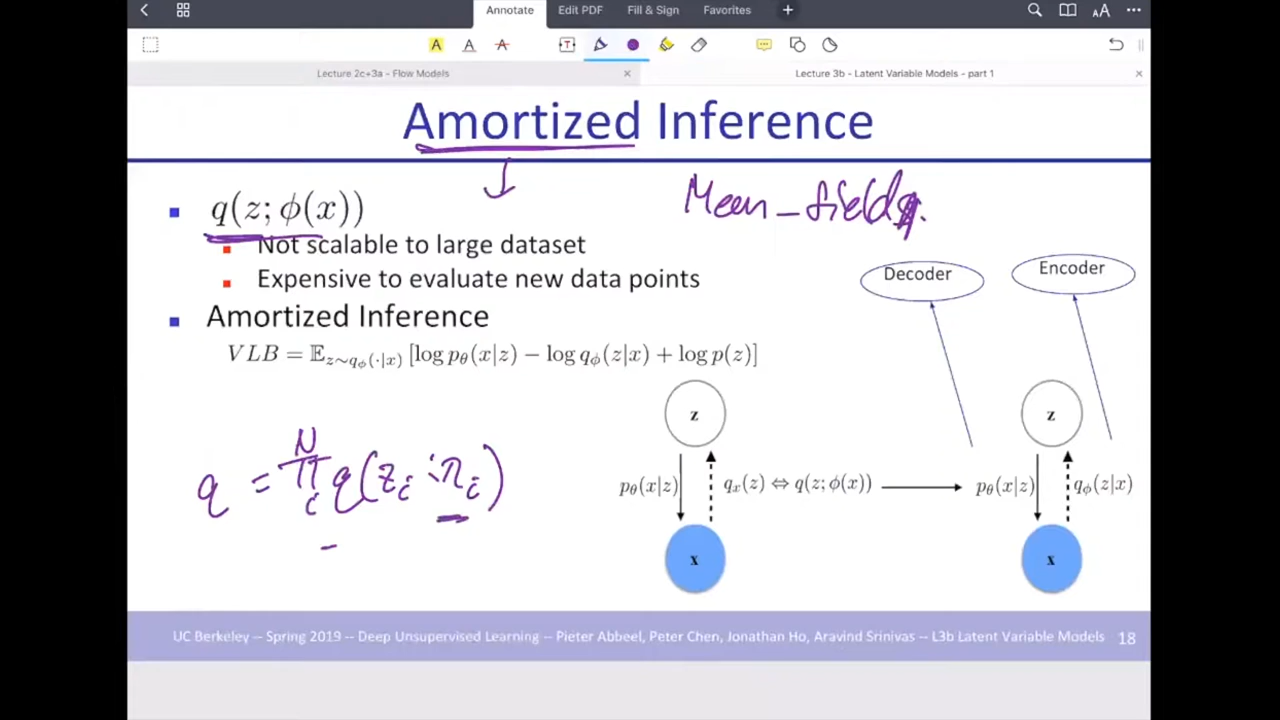 Annotate Edit PDF Fill & Sign Favorites +
Lecture 2c+3a - Flow Models × Lecture 3b - Latent Variable Models - part 1 ×
Amortized Inference
q(z; ϕ(x))
Mean-field
Not scalable to large dataset
Expensive to evaluate new data points
Decoder
Encoder
Amortized Inference
VLB = 𝔼_{z∼q_ϕ(·|x)} [log p_θ(x|z) − log q_ϕ(z|x) + log p(z)]
z
z
q = ∏_i^N q(z_i ; λ_i)
p_θ(x|z) q_x(z) ⇔ q(z; ϕ(x))
p_θ(x|z) q_ϕ(z|x)
x
x
UC Berkeley -- Spring 2019 -- Deep Unsupervised Learning -- Pieter Abbeel, Peter Chen, Jonathan Ho, Aravind Srinivas -- L3b Latent Variable Models 18